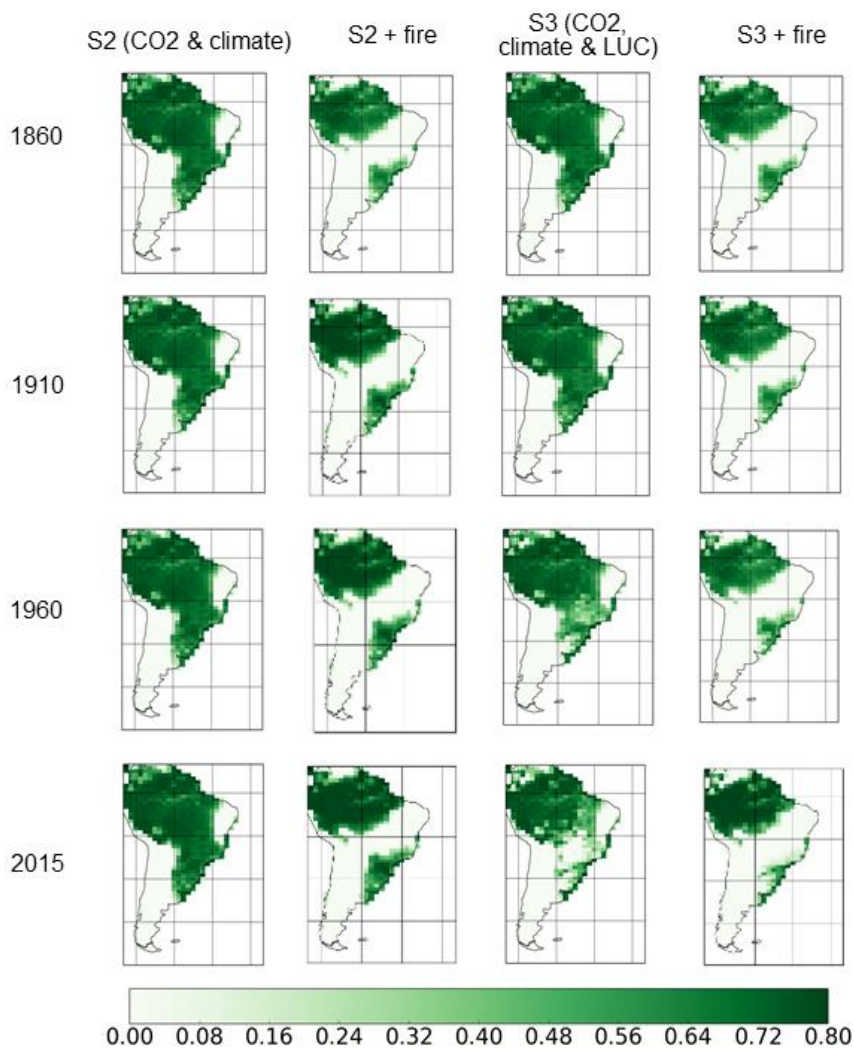 S2 (CO2 & climate)
S2 + fire
S3 (CO2,
climate & LUC)
S3 + fire
1860
1910
1960
2015
0.00 0.08 0.16 0.24 0.32 0.40 0.48 0.56 0.64 0.72 0.80